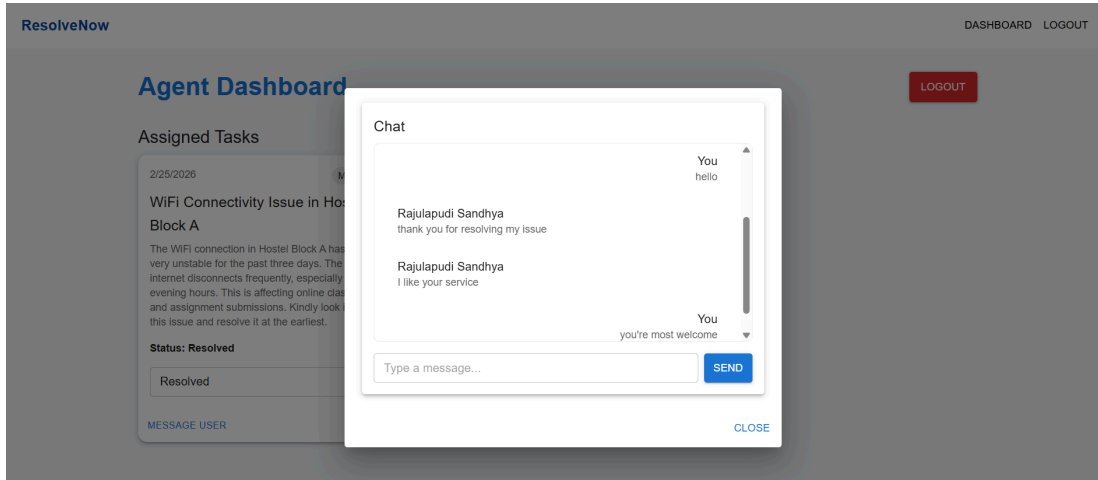 ResolveNow
DASHBOARD LOGOUT
Agent Dashboard
LOGOUT
Assigned Tasks
2/25/2026
WiFi Connectivity Issue in
Block A
The WiFi connection in Hostel Block A has
very unstable for the past three days. The
internet disconnects frequently, especially
evening hours. This is affecting online
and assignment submissions. Kindly look
this issue and resolve it at the earliest.
Status: Resolved
Resolved
MESSAGE USER
Chat
You
hello
Rajulapudi Sandhya
thank you for resolving my issue
Rajulapudi Sandhya
I like your service
You
you're most welcome
Type a message...
SEND
CLOSE